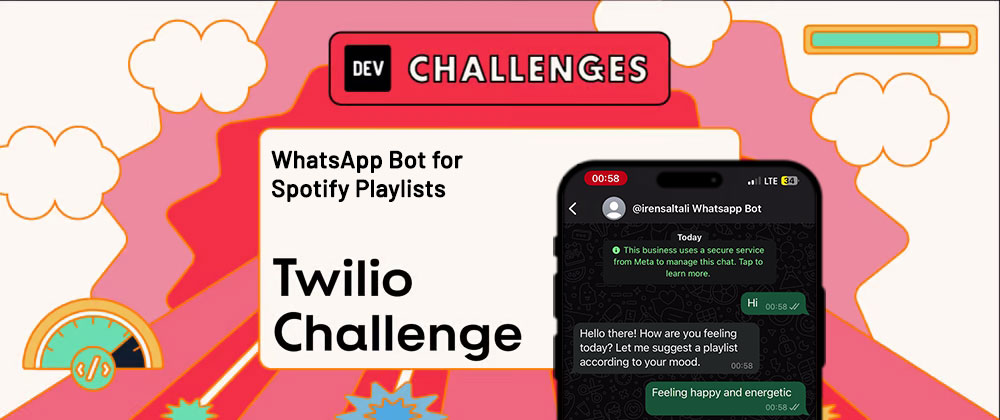 DEV
CHALLENGES
WhatsApp Bot for
Spotify Playlists
Twilio
Challenge
</>
00:58
LTE 34
@irensaltali Whatsapp Bot
Today
This business uses a secure service
from Meta to manage this chat. Tap to
learn more.
Hi 00:58
Hello there! How are you feeling
today? Let me suggest a playlist
according to your mood. 00:58
Feeling happy and energetic
00:58